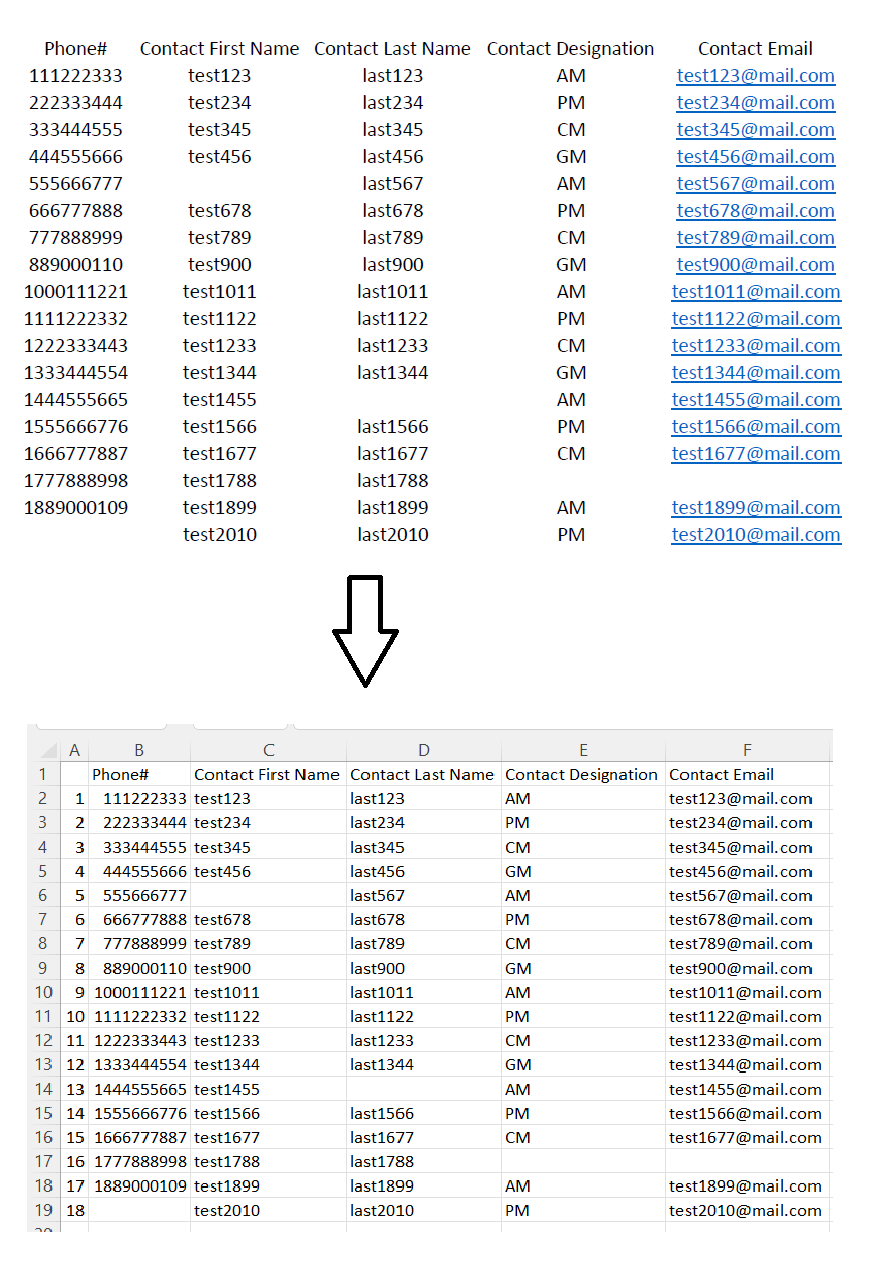 Phone# Contact First Name Contact Last Name Contact Designation Contact Email
111222333 test123 last123 AM test123@mail.com
222333444 test234 last234 PM test234@mail.com
333444555 test345 last345 CM test345@mail.com
444555666 test456 last456 GM test456@mail.com
555666777 last567 AM test567@mail.com
666777888 test678 last678 PM test678@mail.com
777888999 test789 last789 CM test789@mail.com
889000110 test900 last900 GM test900@mail.com
1000111221 test1011 last1011 AM test1011@mail.com
1111222332 test1122 last1122 PM test1122@mail.com
1222333443 test1233 last1233 CM test1233@mail.com
1333444554 test1344 last1344 GM test1344@mail.com
1444555665 test1455 AM test1455@mail.com
1555666776 test1566 last1566 PM test1566@mail.com
1666777887 test1677 last1677 CM test1677@mail.com
1777888998 test1788 last1788
1889000109 test1899 last1899 AM test1899@mail.com
test2010 last2010 PM test2010@mail.com
A B C D E F
1 Phone# Contact First Name Contact Last Name Contact Designation Contact Email
2 1 111222333 test123 last123 AM test123@mail.com
3 2 222333444 test234 last234 PM test234@mail.com
4 3 333444555 test345 last345 CM test345@mail.com
5 4 444555666 test456 last456 GM test456@mail.com
6 5 555666777 last567 AM test567@mail.com
7 6 666777888 test678 last678 PM test678@mail.com
8 7 777888999 test789 last789 CM test789@mail.com
9 8 889000110 test900 last900 GM test900@mail.com
10 9 1000111221 test1011 last1011 AM test1011@mail.com
11 10 1111222332 test1122 last1122 PM test1122@mail.com
12 11 1222333443 test1233 last1233 CM test1233@mail.com
13 12 1333444554 test1344 last1344 GM test1344@mail.com
14 13 1444555665 test1455 AM test1455@mail.com
15 14 1555666776 test1566 last1566 PM test1566@mail.com
16 15 1666777887 test1677 last1677 CM test1677@mail.com
17 16 1777888998 test1788 last1788
18 17 1889000109 test1899 last1899 AM test1899@mail.com
19 18 test2010 last2010 PM test2010@mail.com